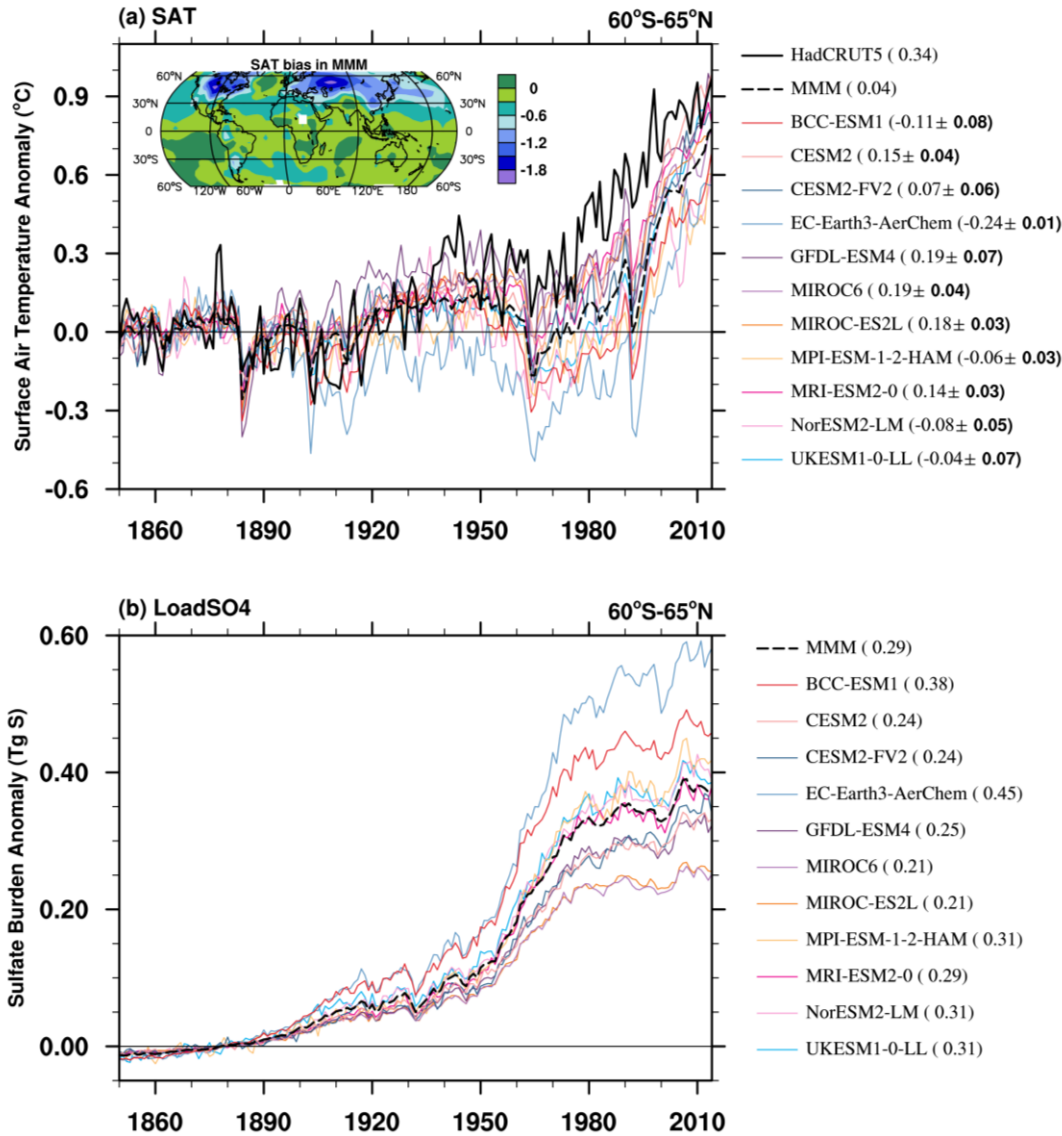 (a) SAT 60°S-65°N
SAT bias in MMM
60°N 60°N
30°N 30°N
0 0
30°S 30°S
60°S 120°W 60°W 0 60°E 120°E 180 60°S
0
-0.6
-1.2
-1.8
Surface Air Temperature Anomaly (°C)
0.9
0.6
0.3
0.0
-0.3
-0.6
1860 1890 1920 1950 1980 2010
HadCRUT5 ( 0.34)
MMM ( 0.04)
BCC-ESM1 (-0.11± 0.08)
CESM2 ( 0.15± 0.04)
CESM2-FV2 ( 0.07± 0.06)
EC-Earth3-AerChem (-0.24± 0.01)
GFDL-ESM4 ( 0.19± 0.07)
MIROC6 ( 0.19± 0.04)
MIROC-ES2L ( 0.18± 0.03)
MPI-ESM-1-2-HAM (-0.06± 0.03)
MRI-ESM2-0 ( 0.14± 0.03)
NorESM2-LM (-0.08± 0.05)
UKESM1-0-LL (-0.04± 0.07)
(b) LoadSO4 60°S-65°N
Sulfate Burden Anomaly (Tg S)
0.60
0.40
0.20
0.00
1860 1890 1920 1950 1980 2010
MMM ( 0.29)
BCC-ESM1 ( 0.38)
CESM2 ( 0.24)
CESM2-FV2 ( 0.24)
EC-Earth3-AerChem ( 0.45)
GFDL-ESM4 ( 0.25)
MIROC6 ( 0.21)
MIROC-ES2L ( 0.21)
MPI-ESM-1-2-HAM ( 0.31)
MRI-ESM2-0 ( 0.29)
NorESM2-LM ( 0.31)
UKESM1-0-LL ( 0.31)